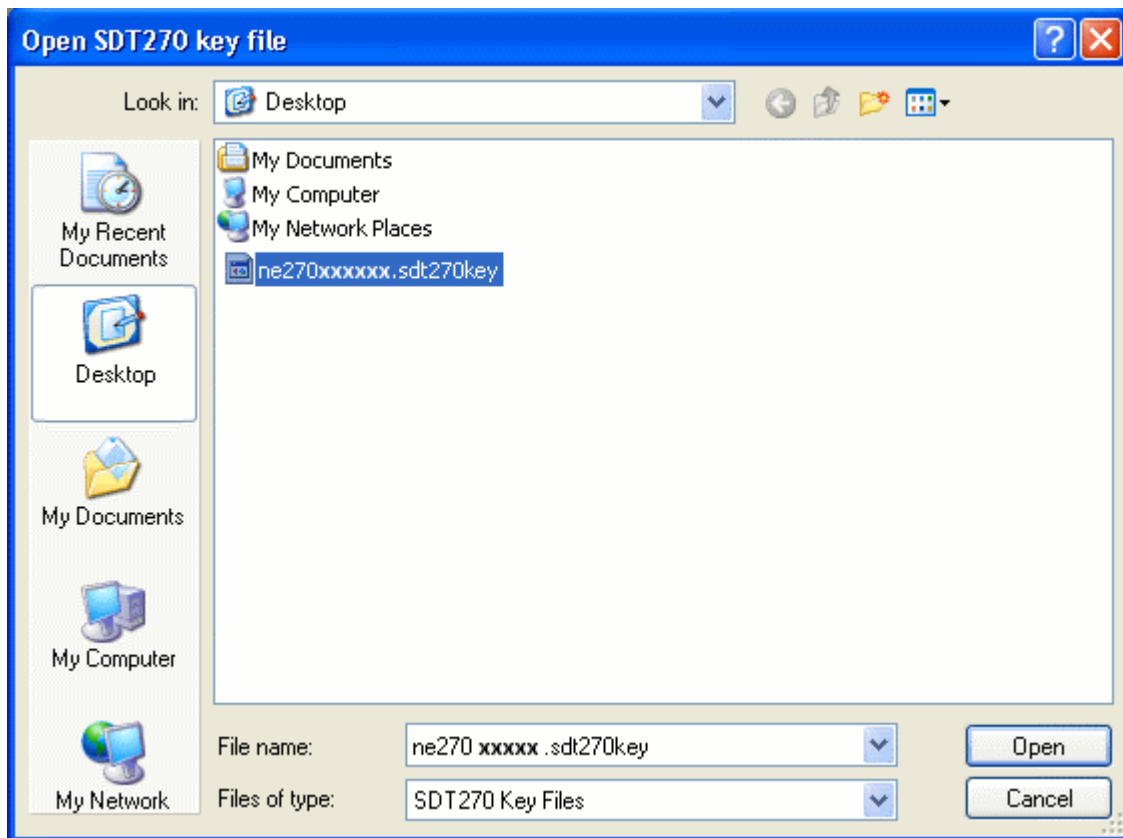 Open SDT270 key file
Look in: Desktop
My Recent
Documents
Desktop
My Documents
My Computer
My Network
My Documents
My Computer
My Network Places
ne270xxxxxx.sdt270key
File name: ne270 xxxxx .sdt270key Open
Files of type: SDT270 Key Files Cancel